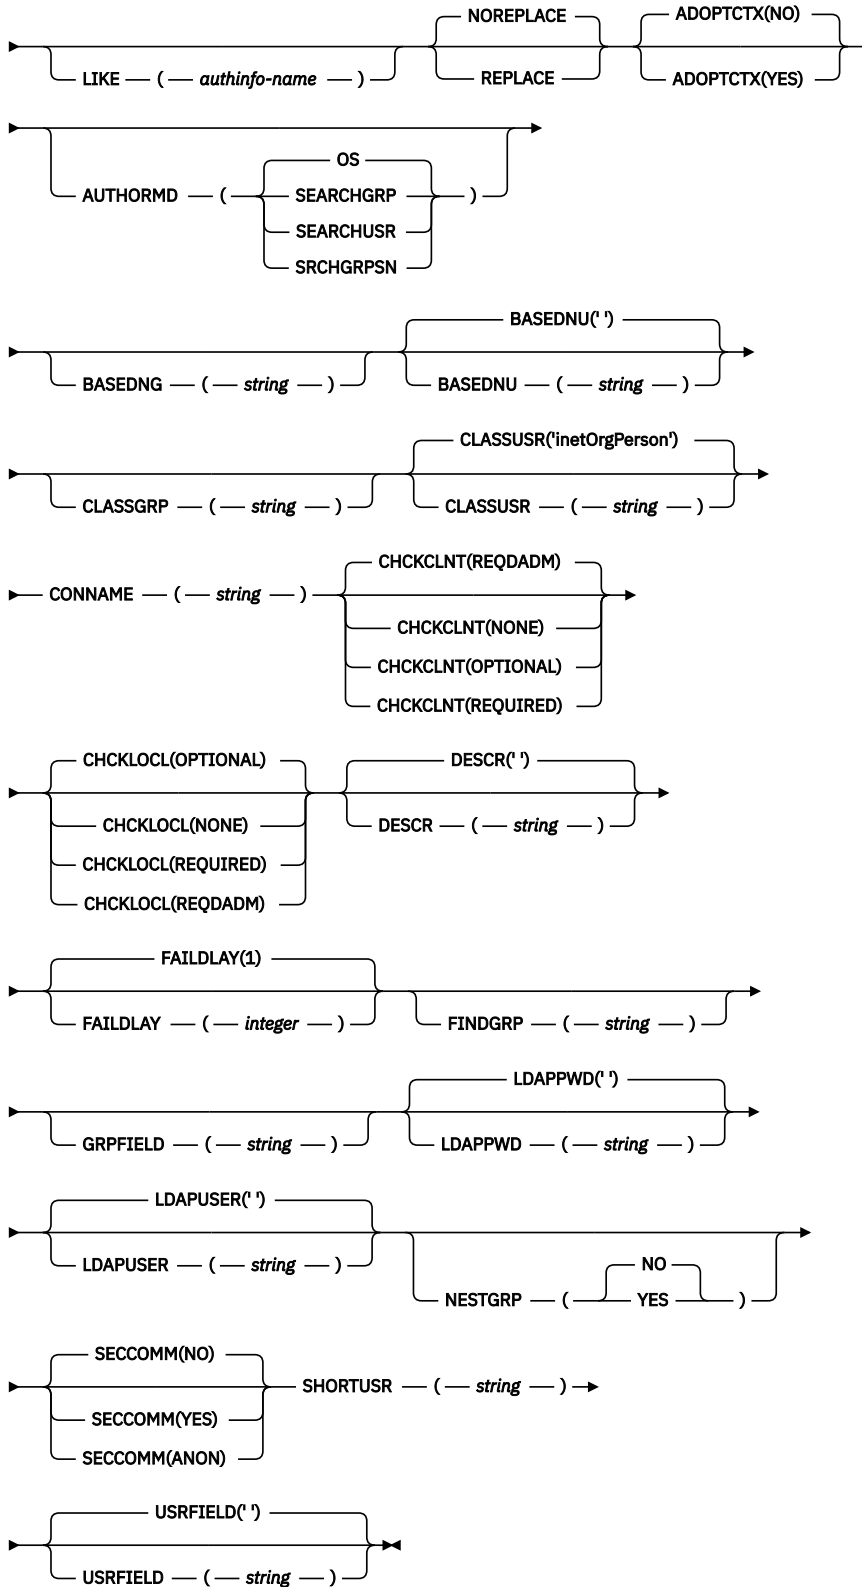 NOREPLACE ADOPTCTX(NO)
LIKE ( authinfo-name ) REPLACE ADOPTCTX(YES)
OS
AUTHORMD ( SEARCHGRP )
SEARCHUSR
SRCHGRPSN
BASEDNU(' ')
BASEDNG ( string ) BASEDNU ( string )
CLASSUSR('inetOrgPerson')
CLASSGRP ( string ) CLASSUSR ( string )
CHCKCLNT(REQDADM)
CONNAME ( string )
CHCKCLNT(NONE)
CHCKCLNT(OPTIONAL)
CHCKCLNT(REQUIRED)
CHCKLOCL(OPTIONAL) DESCR(' ')
CHCKLOCL(NONE) DESCR ( string )
CHCKLOCL(REQUIRED)
CHCKLOCL(REQDADM)
FAILDLAY(1)
FAILDLAY ( integer ) FINDGRP ( string )
LDAPPWD(' ')
GRPFIELD ( string ) LDAPPWD ( string )
LDAPUSER(' ')
LDAPUSER ( string ) NO
NESTGRP ( YES )
SECCOMM(NO)
SHORTUSR ( string )
SECCOMM(YES)
SECCOMM(ANON)
USRFIELD(' ')
USRFIELD ( string )